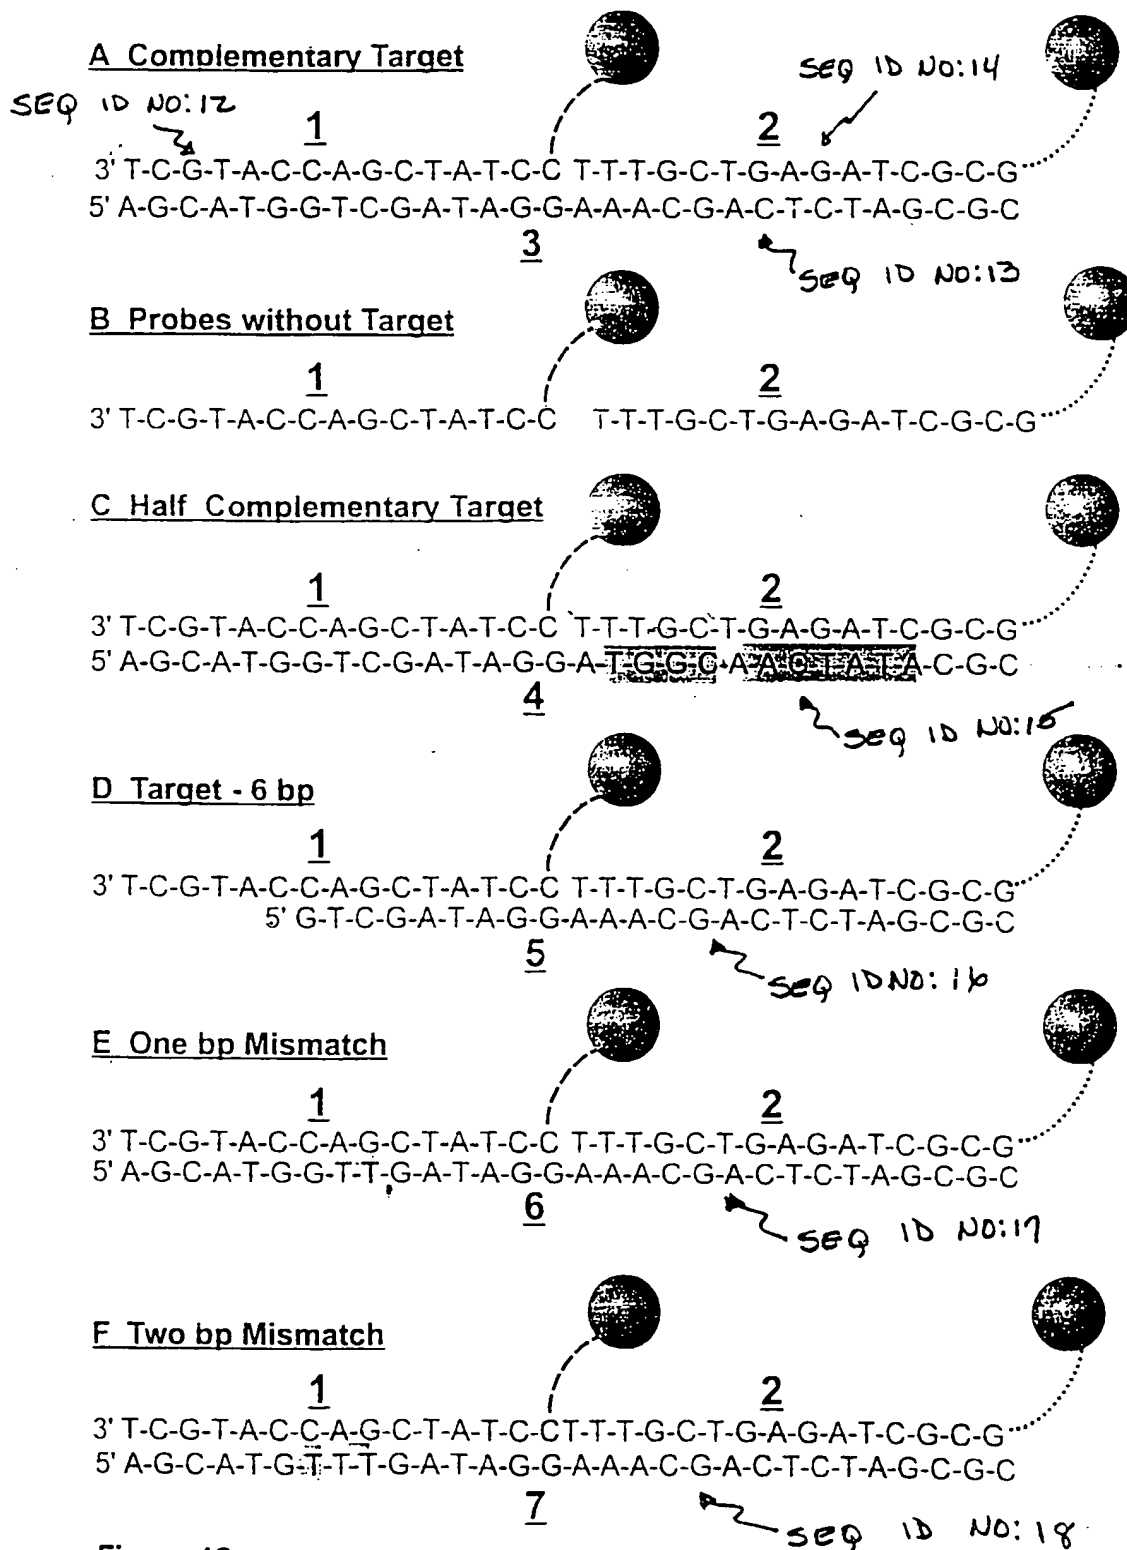 A Complementary Target
SEQ ID NO:14
SEQ ID NO:12
1 2
3' T-C-G-T-A-C-C-A-G-C-T-A-T-C-C T-T-T-G-C-T-G-A-G-A-T-C-G-C-G
5' A-G-C-A-T-G-G-T-C-G-A-T-A-G-G-A-A-A-C-G-A-C-T-C-T-A-G-C-G-C
3
SEQ ID NO:13
B Probes without Target
1 2
3' T-C-G-T-A-C-C-A-G-C-T-A-T-C-C T-T-T-G-C-T-G-A-G-A-T-C-G-C-G
C Half Complementary Target
1 2
3' T-C-G-T-A-C-C-A-G-C-T-A-T-C-C T-T-T-G-C-T-G-A-G-A-T-C-G-C-G
5' A-G-C-A-T-G-G-T-C-G-A-T-A-G-G-A-T-G-G-C-A-A-C-T-A-T-A-C-G-C
4
SEQ ID NO:15
D Target - 6 bp
1 2
3' T-C-G-T-A-C-C-A-G-C-T-A-T-C-C T-T-T-G-C-T-G-A-G-A-T-C-G-C-G
5' G-T-C-G-A-T-A-G-G-A-A-A-C-G-A-C-T-C-T-A-G-C-G-C
5
SEQ ID NO:16
E One bp Mismatch
1 2
3' T-C-G-T-A-C-C-A-G-C-T-A-T-C-C T-T-T-G-C-T-G-A-G-A-T-C-G-C-G
5' A-G-C-A-T-G-G-T-T-G-A-T-A-G-G-A-A-A-C-G-A-C-T-C-T-A-G-C-G-C
6
SEQ ID NO:17
F Two bp Mismatch
1 2
3' T-C-G-T-A-C-C-A-G-C-T-A-T-C-C-T-T-T-G-C-T-G-A-G-A-T-C-G-C-G
5' A-G-C-A-T-G-T-T-T-G-A-T-A-G-G-A-A-A-C-G-A-C-T-C-T-A-G-C-G-C
7
SEQ ID NO:18